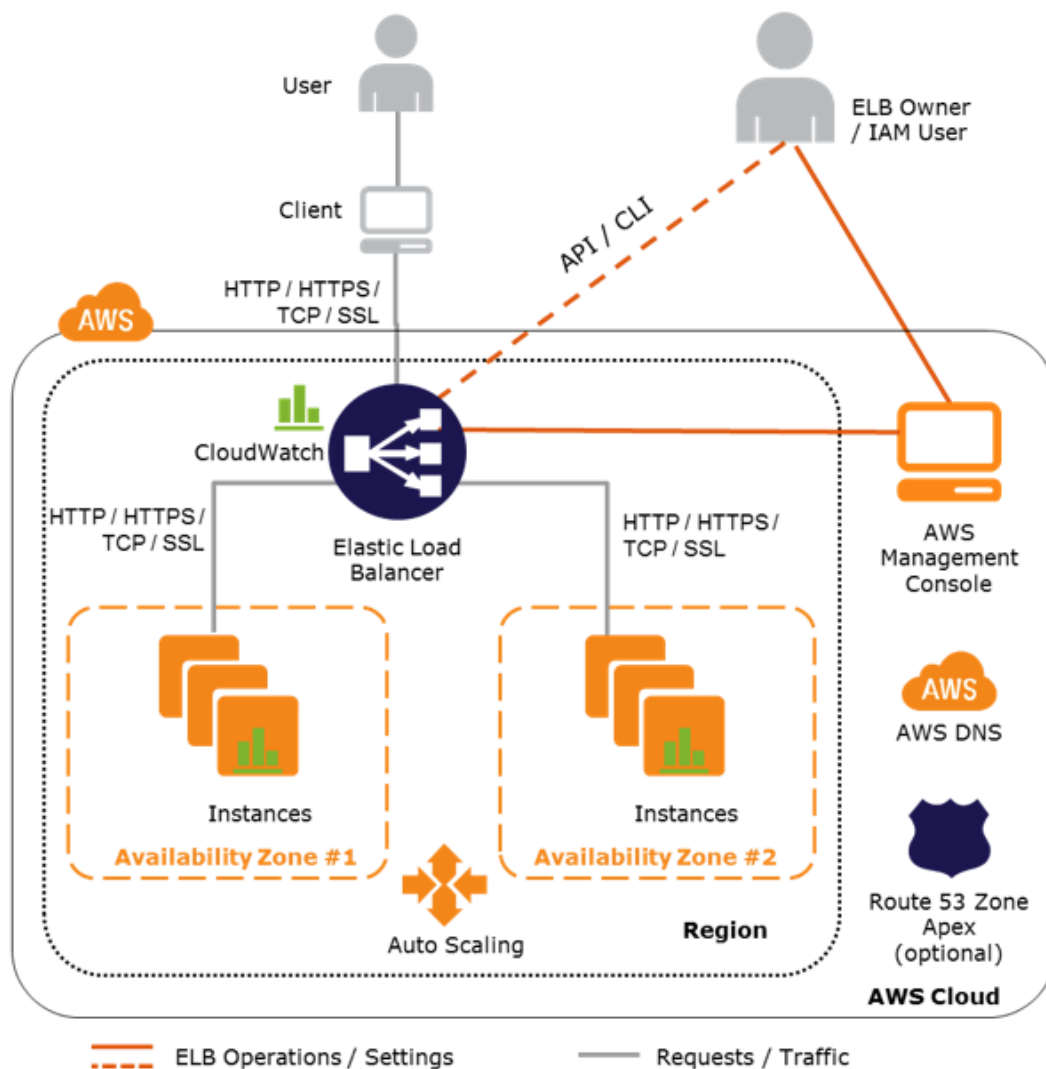 User
ELB Owner
/ IAM User
Client
API / CLI
HTTP / HTTPS /
TCP / SSL
AWS
CloudWatch
HTTP / HTTPS /
TCP / SSL
Elastic Load
Balancer
HTTP / HTTPS /
TCP / SSL
AWS
Management
Console
AWS
AWS DNS
Instances
Availability Zone #1
Instances
Availability Zone #2
Auto Scaling
Region
Route 53 Zone
Apex
(optional)
AWS Cloud
ELB Operations / Settings
Requests / Traffic